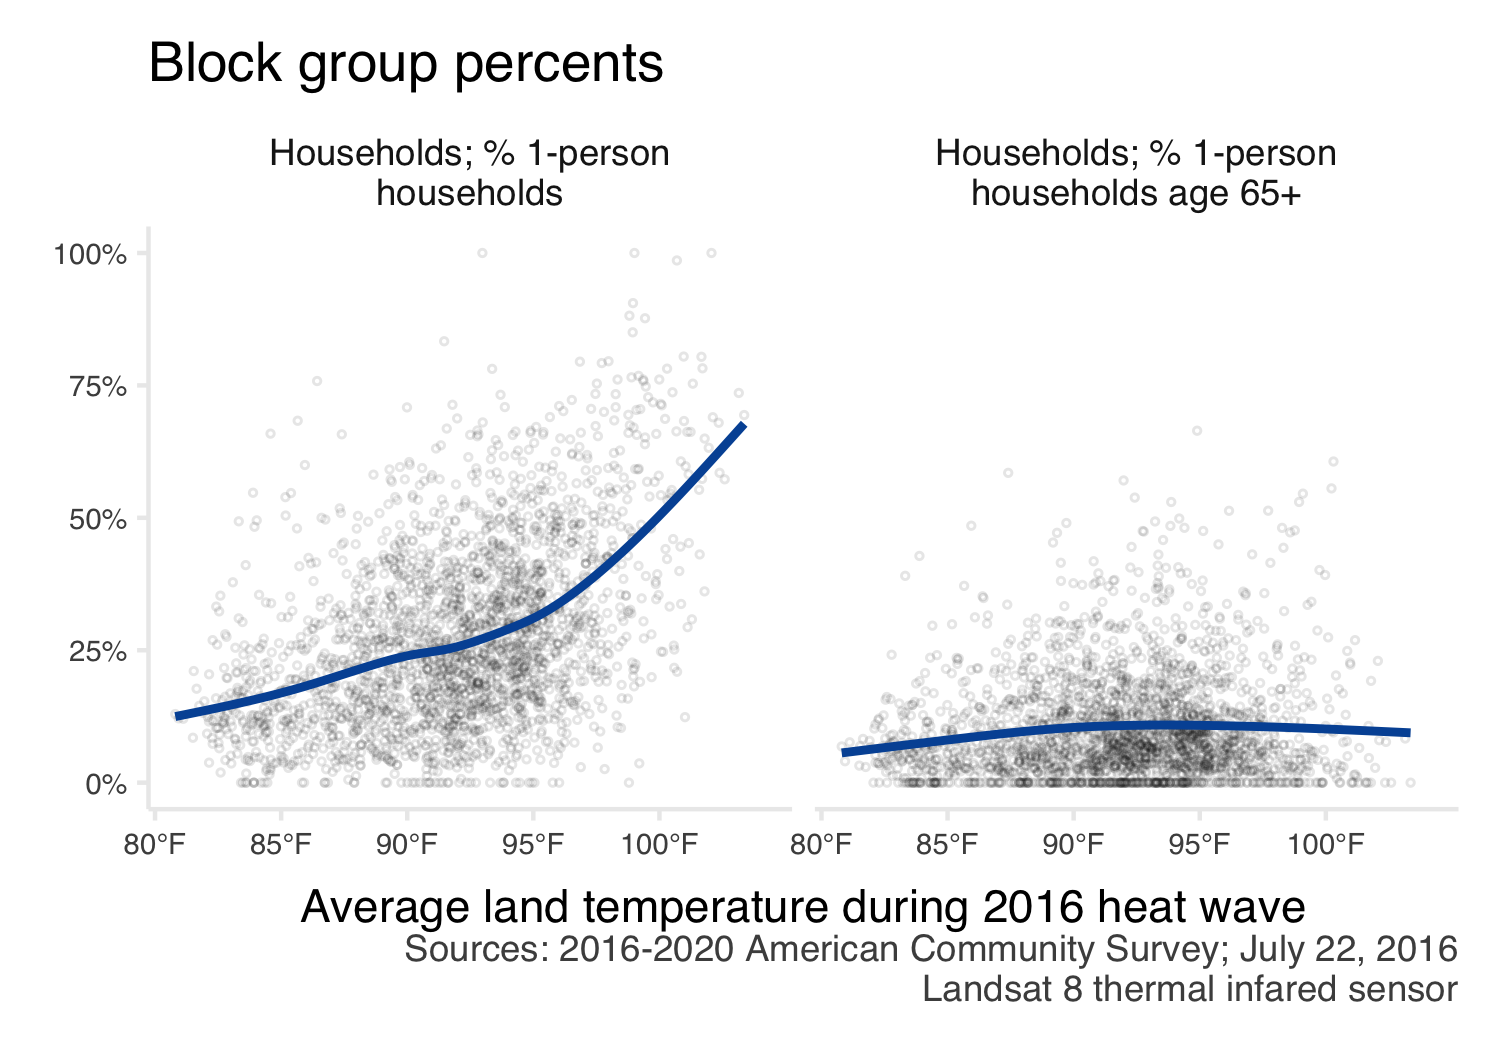 Block group percents
Households; % 1-person
households
Households; % 1-person
households age 65+
100%
75%
50%
25%
0%
80°F 85°F 90°F 95°F 100°F 80°F 85°F 90°F 95°F 100°F
Average land temperature during 2016 heat wave
Sources: 2016-2020 American Community Survey; July 22, 2016
Landsat 8 thermal infared sensor